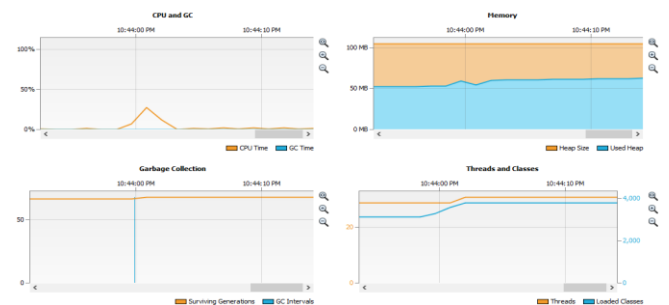 CPU and GC
10:44:00 PM 10:44:10 PM
100%
50%
0%
CPU Time GC Time
Memory
10:44:00 PM 10:44:10 PM
100 MB
50 MB
0 MB
Heap Size Used Heap
Garbage Collection
10:44:00 PM 10:44:10 PM
50
0
Surviving Generations GC Intervals
Threads and Classes
10:44:00 PM 10:44:10 PM
4,000
20
2,000
0 0
Threads Loaded Classes